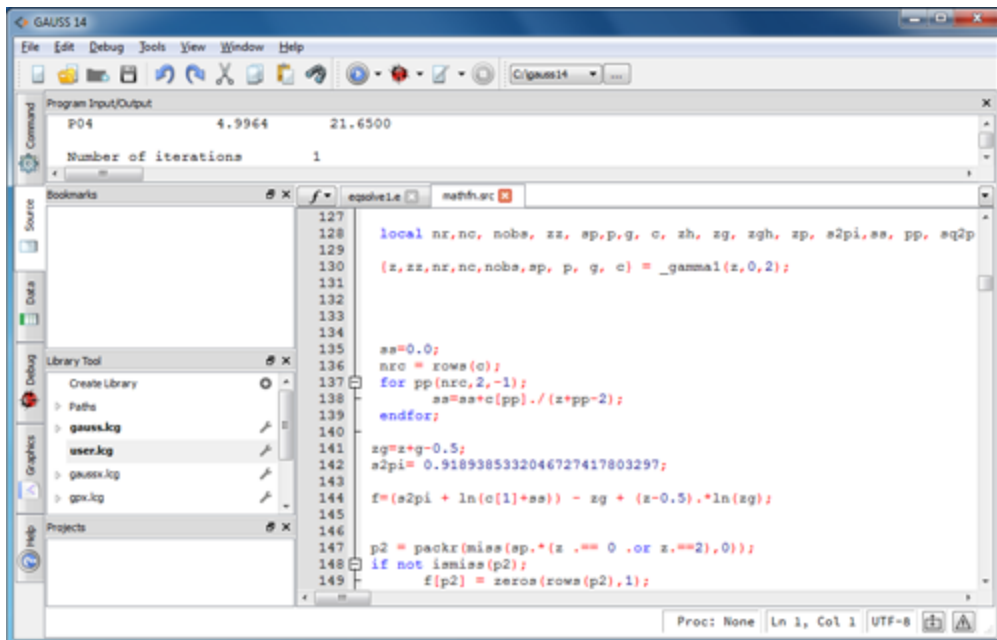 GAUSS 14
File Edit Debug Tools View Window Help
C:\gauss14 ...
Program Input/Output
P04 4.9964 21.6500
Number of iterations 1
Command
Source
Data
Debug
Graphics
Help
Bookmarks
Library Tool
Create Library
Paths
gauss.lcg
user.lcg
gaussx.lcg
gpx.lcg
Projects
f eqsolve1.e mathfn.src
127
128 local nr,nc, nobs, zz, sp,p,g, c, zh, zg, zgh, zp, s2pi,ss, pp, sq2p
129
130 {z,zz,nr,nc,nobs,sp, p, g, c} = _gamma1(z,0,2);
131
132
133
134
135 ss=0.0;
136 nrc = rows(c);
137 for pp(nrc,2,-1);
138 ss=ss+c[pp]./(z+pp-2);
139 endfor;
140
141 zg=z+g-0.5;
142 s2pi= 0.9189385332046727417803297;
143
144 f=(s2pi + ln(c[1]+ss)) - zg + (z-0.5).*ln(zg);
145
146
147 p2 = packr(miss(sp.*(z .== 0 .or z.==2),0));
148 if not ismiss(p2);
149 f[p2] = zeros(rows(p2),1);
Proc: None Ln 1, Col 1 UTF-8